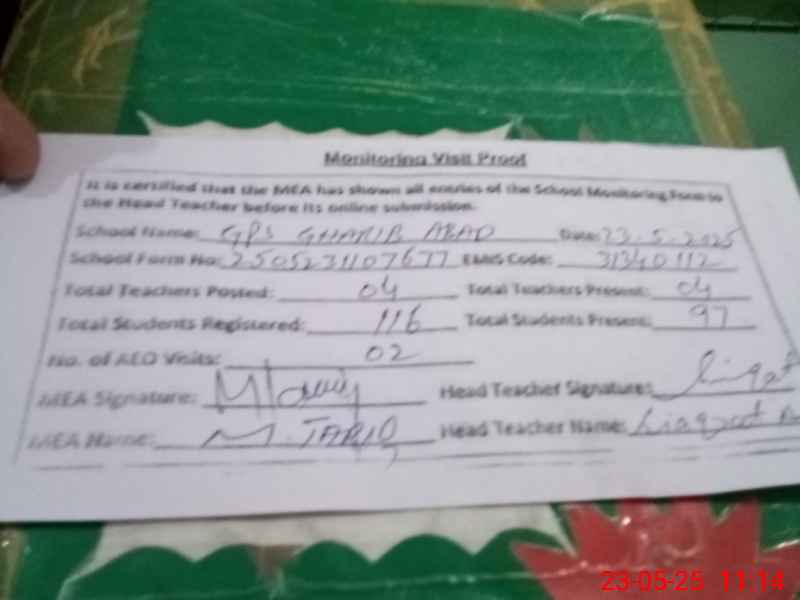 Monitoring Visit Proof
It is certified that the MEA has shown all entries of the School Monitoring Form to
the Head Teacher before its online submission.
School Name: GPS GHARIB ABAD Date: 23.5.2025
School Form No: 2505231107677 EMIS Code: 31340112
Total Teachers Posted: 04 Total Teachers Present: 04
Total Students Registered: 116 Total Students Present: 97
No. of AEO Visits: 02
MEA Signature: Head Teacher Signature: Liaqat
MEA Name: M. TARIQ Head Teacher Name: Liaqat
23-05-25 11:14